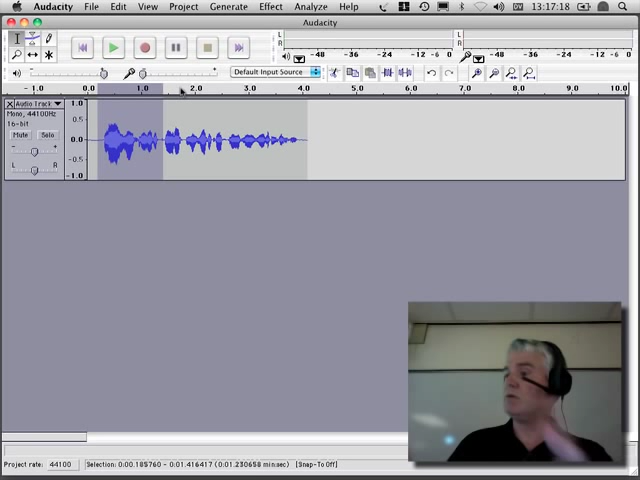 Audacity File Edit View Project Generate Effect Analyze Help 13:17:18
Audacity
L
R
-48 -36 -24 -12 0
L
R
-48 -36 -24 -12 0
Default Input Source
-1.0 0.0 1.0 2.0 3.0 4.0 5.0 6.0 7.0 8.0 9.0 10.0
Audio Track
Mono, 44100Hz
16-bit
Mute Solo
- +
L R
1.0
0.5
0.0
-0.5
-1.0
Project rate: 44100 Selection: 0:00.185760 - 0:01.416417 (0:01.230658 min:sec) [Snap-To Off]